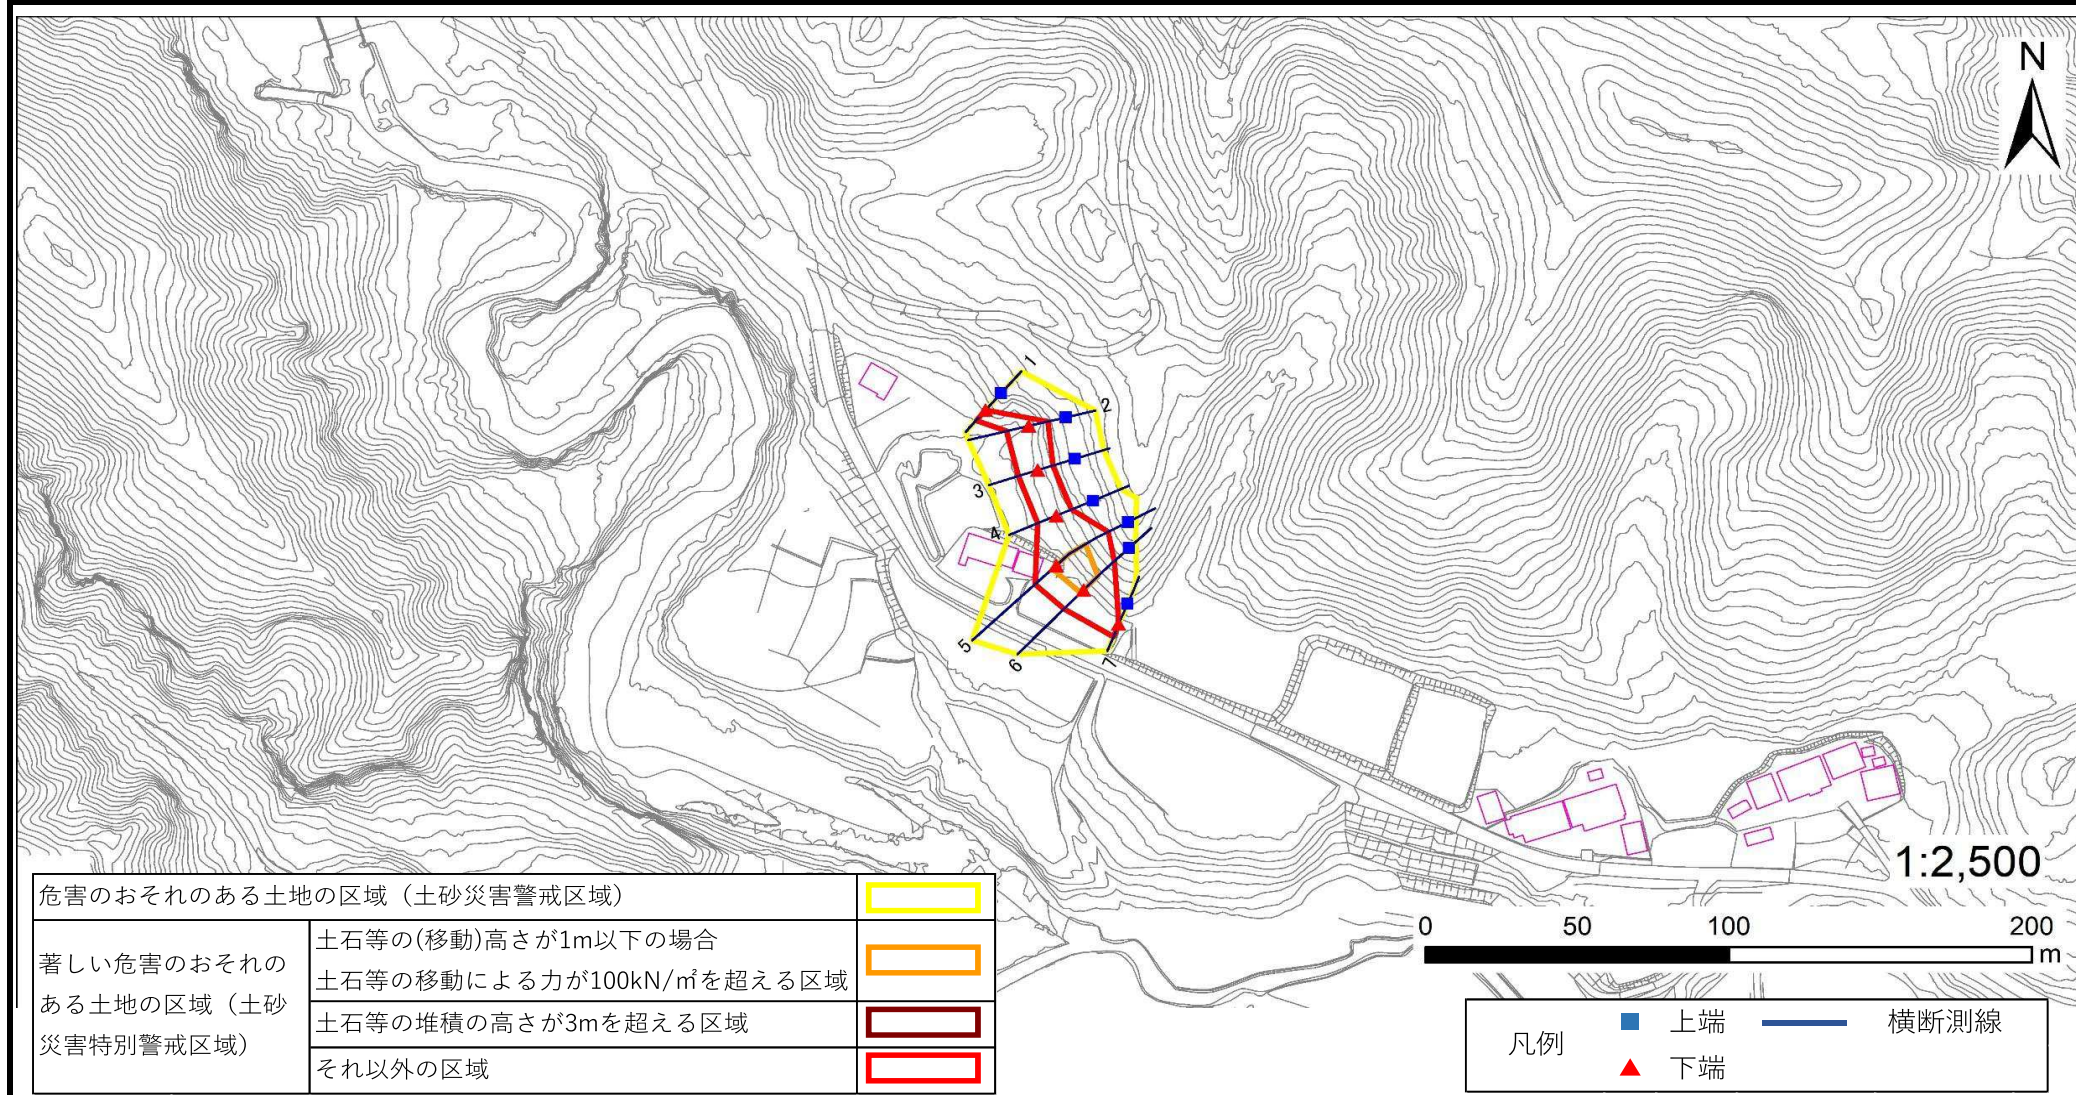 N
1
2
3
4
5
6
7
1:2,500
0 50 100 200
m
危害のおそれのある土地の区域（土砂災害警戒区域）
著しい危害のおそれの
ある土地の区域（土砂
災害特別警戒区域）
土石等の(移動)高さが1m以下の場合
土石等の移動による力が100kN/㎡を超える区域
土石等の堆積の高さが3mを超える区域
それ以外の区域
凡例
上端
横断測線
下端